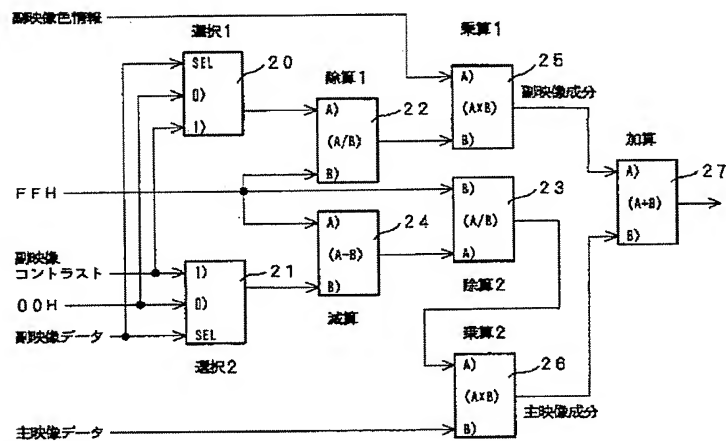 副映像色情報
選択1
SEL
0)
1)
20
除算1
A)
(A/B)
B)
22
乗算1
A)
(A×B)
B)
25
副映像成分
加算
A)
(A+B)
B)
27
FFH
A)
(A-B)
B)
24
減算
B)
(A/B)
A)
23
除算2
副映像
コントラスト
00H
副映像データ
1)
0)
SEL
21
選択2
乗算2
A)
(A×B)
B)
26
主映像成分
主映像データ